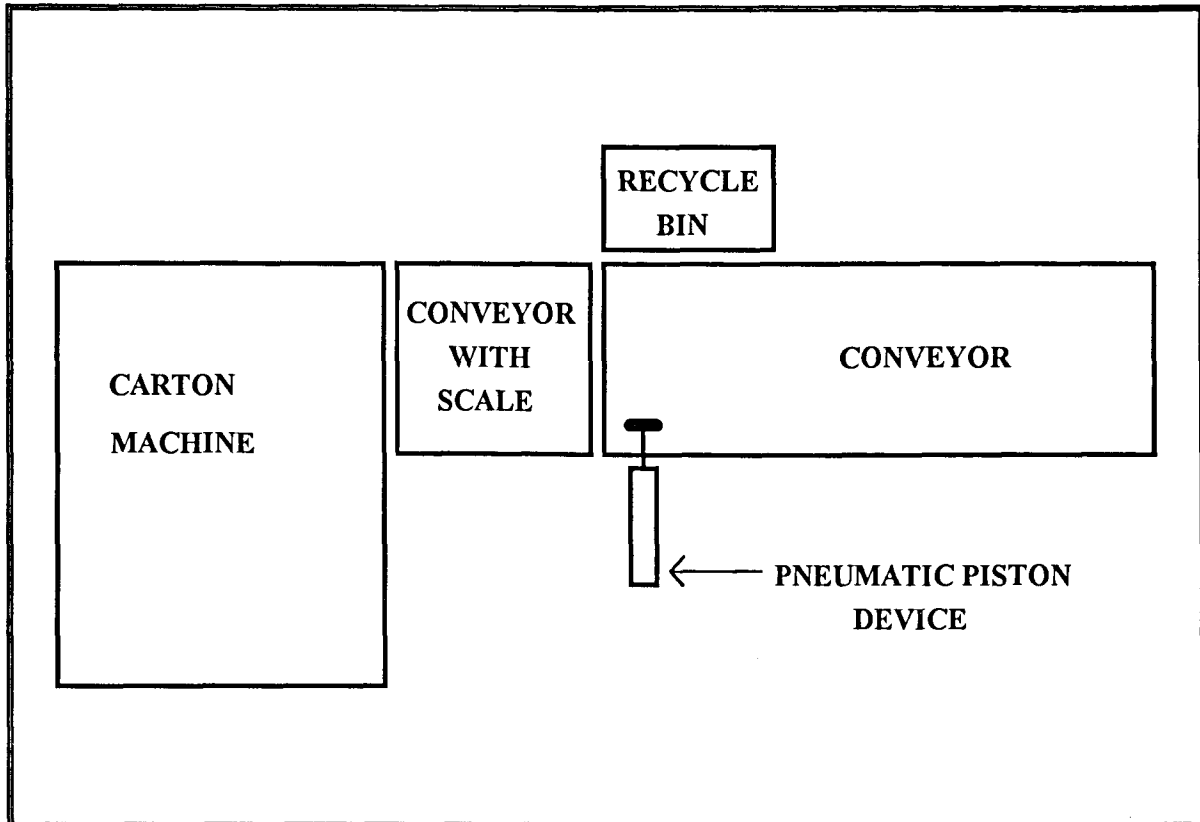 RECYCLE
BIN
CONVEYOR
WITH
SCALE
CONVEYOR
CARTON
MACHINE
PNEUMATIC PISTON
DEVICE